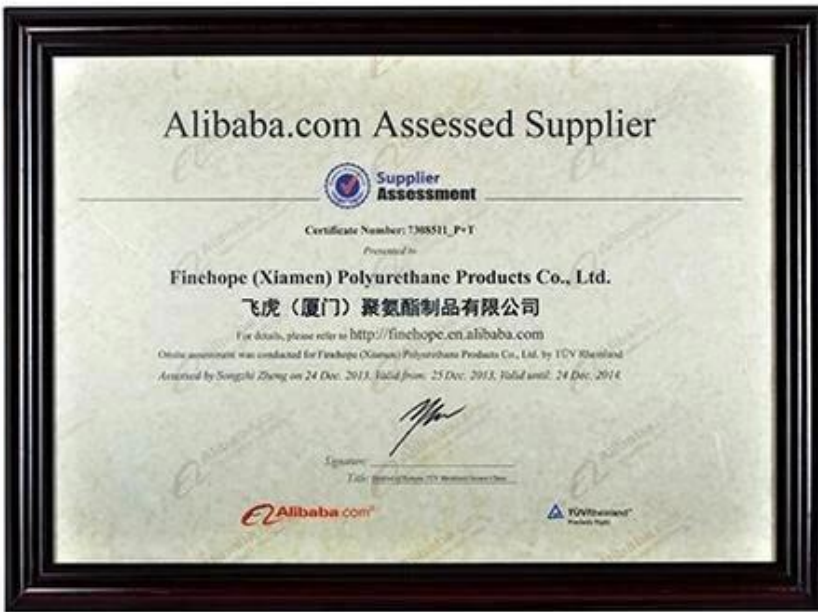 Alibaba.com Assessed Supplier
Supplier
Assessment
Certificate Number: 7308511_P+T
Presented to
Finehope (Xiamen) Polyurethane Products Co., Ltd.
飞虎（厦门）聚氨酯制品有限公司
For details, please refer to http://finehope.en.alibaba.com
Onsite assessment was conducted for Finehope (Xiamen) Polyurethane Products Co., Ltd. by TÜV Rheinland
Assessed by Songzhi Zhang on 24 Dec. 2013, Valid from: 25 Dec. 2013, Valid until: 24 Dec. 2014.
Signature:
Title:
Alibaba.com®
TÜVRheinland®
Precisely Right.